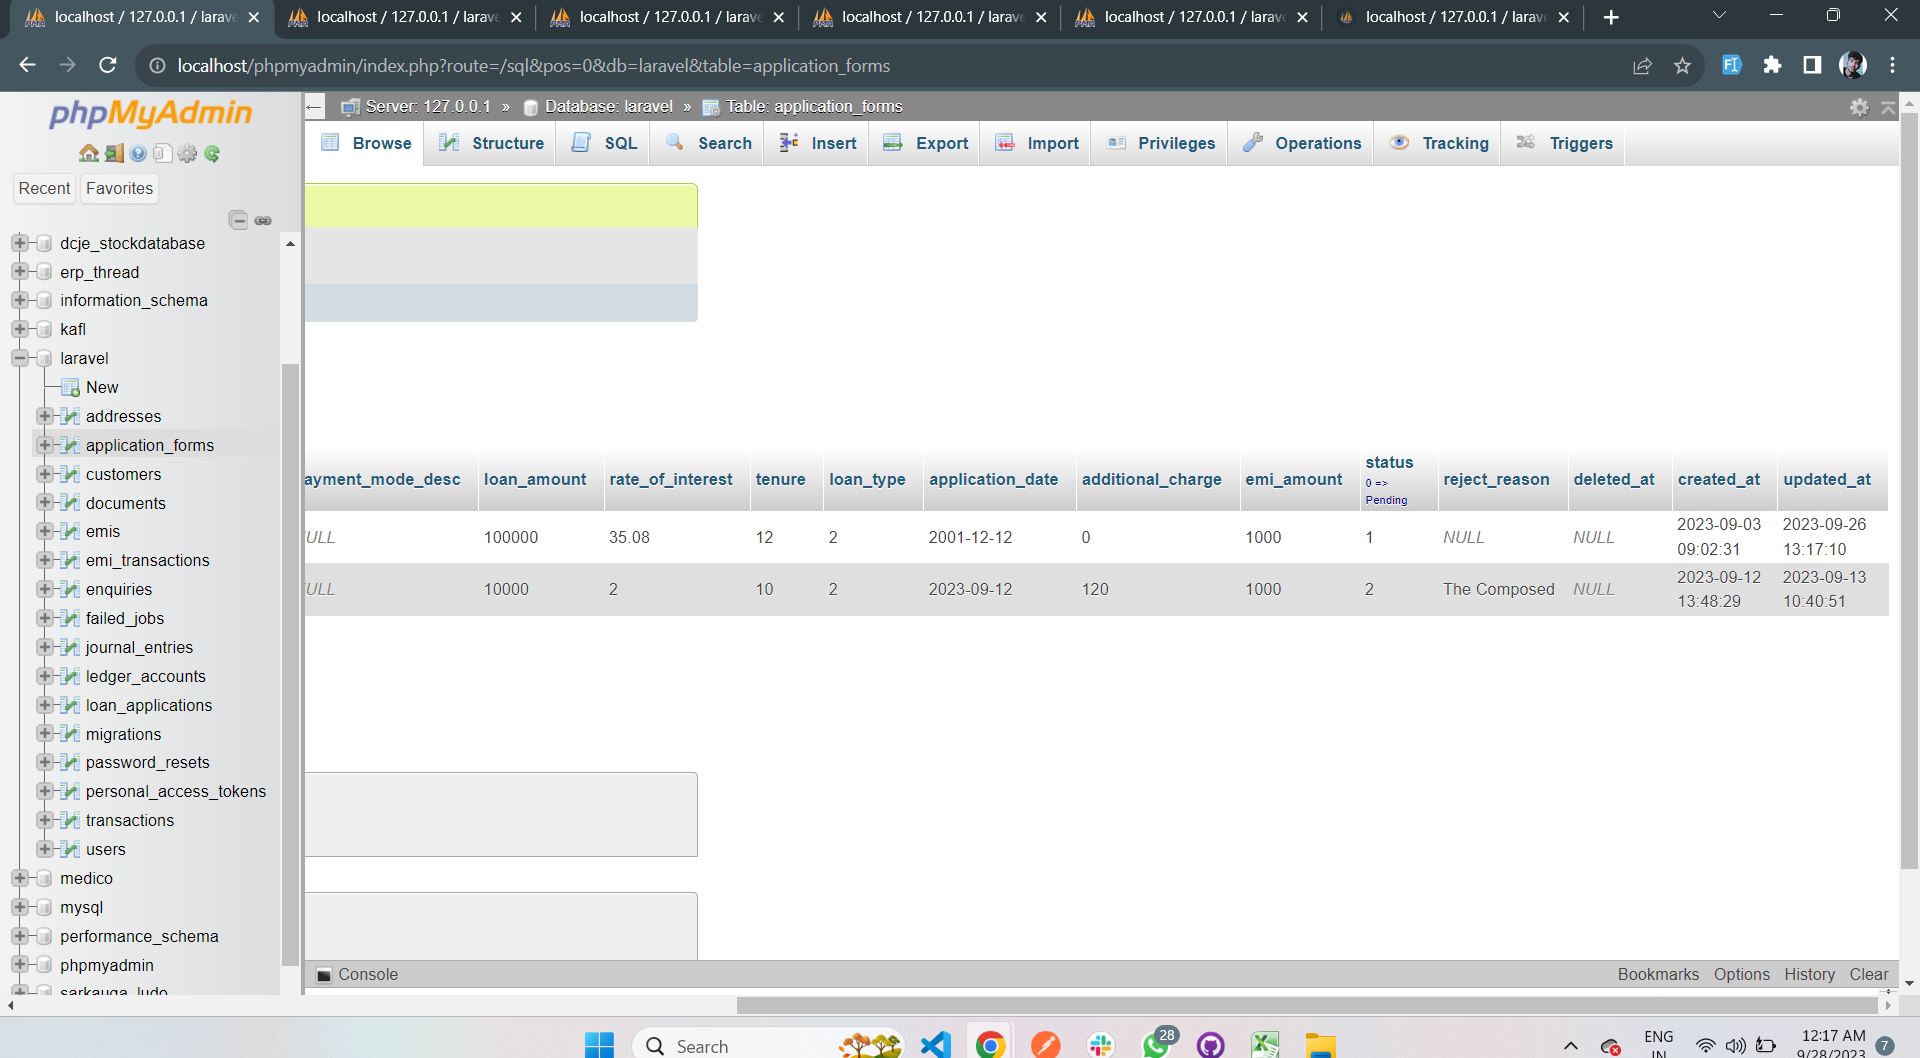 localhost / 127.0.0.1 / larave
localhost / 127.0.0.1 / larave
localhost / 127.0.0.1 / larave
localhost / 127.0.0.1 / larave
localhost / 127.0.0.1 / larave
localhost / 127.0.0.1 / larave
localhost/phpmyadmin/index.php?route=/sql&pos=0&db=laravel&table=application_forms
phpMyAdmin
Recent Favorites
dcje_stockdatabase
erp_thread
information_schema
kafl
laravel
New
addresses
application_forms
customers
documents
emis
emi_transactions
enquiries
failed_jobs
journal_entries
ledger_accounts
loan_applications
migrations
password_resets
personal_access_tokens
transactions
users
medico
mysql
performance_schema
phpmyadmin
sarkauga_ludo
Server: 127.0.0.1 » Database: laravel » Table: application_forms
Browse Structure SQL Search Insert Export Import Privileges Operations Tracking Triggers
ayment_mode_desc loan_amount rate_of_interest tenure loan_type application_date additional_charge emi_amount status reject_reason deleted_at created_at updated_at
0 =>
Pending
ULL 100000 35.08 12 2 2001-12-12 0 1000 1 NULL NULL 2023-09-03 2023-09-26
09:02:31 13:17:10
ULL 10000 2 10 2 2023-09-12 120 1000 2 The Composed NULL 2023-09-12 2023-09-13
13:48:29 10:40:51
Console Bookmarks Options History Clear
Search
28
ENG
IN
12:17 AM
9/28/2023
7